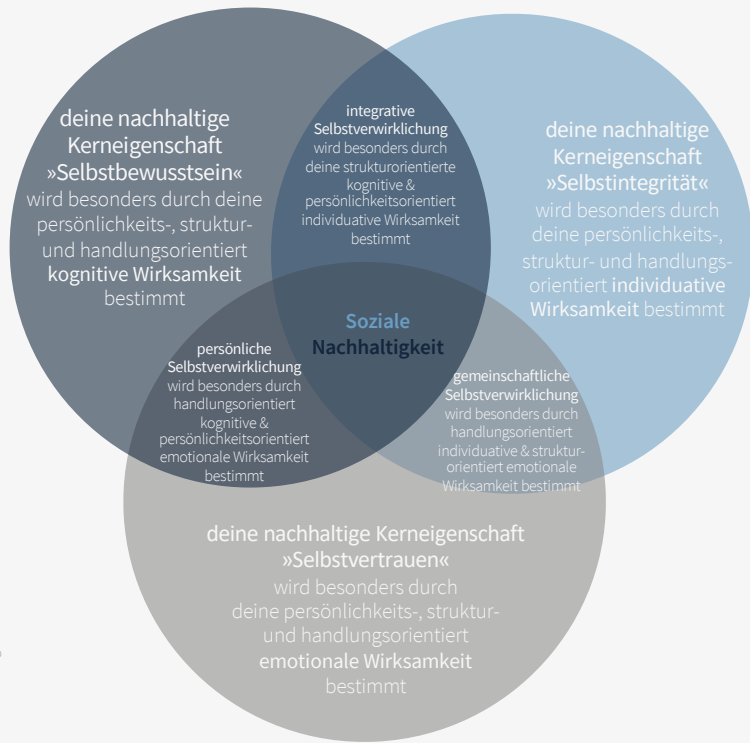 deine nachhaltige
Kerneigenschaft
»Selbstbewusstsein«
wird besonders durch deine
persönlichkeits-, struktur-
und handlungsorientiert
kognitive Wirksamkeit
bestimmt
integrative
Selbstverwirklichung
wird besonders durch
deine strukturorientierte
kognitive &
persönlichkeitsorientiert
individuative Wirksamkeit
bestimmt
deine nachhaltige
Kerneigenschaft
»Selbstintegrität«
wird besonders durch
deine persönlichkeits-,
struktur- und handlungs-
orientiert individuative
Wirksamkeit bestimmt
Soziale
Nachhaltigkeit
persönliche
Selbstverwirklichung
wird besonders durch
handlungsorientiert
kognitive &
persönlichkeitsorientiert
emotionale Wirksamkeit
bestimmt
gemeinschaftliche
Selbstverwirklichung
wird besonders durch
handlungsorientiert
individuative & struktur-
orientiert emotionale
Wirksamkeit bestimmt
deine nachhaltige Kerneigenschaft
»Selbstvertrauen«
wird besonders durch
deine persönlichkeits-, struktur-
und handlungsorientiert
emotionale Wirksamkeit
bestimmt